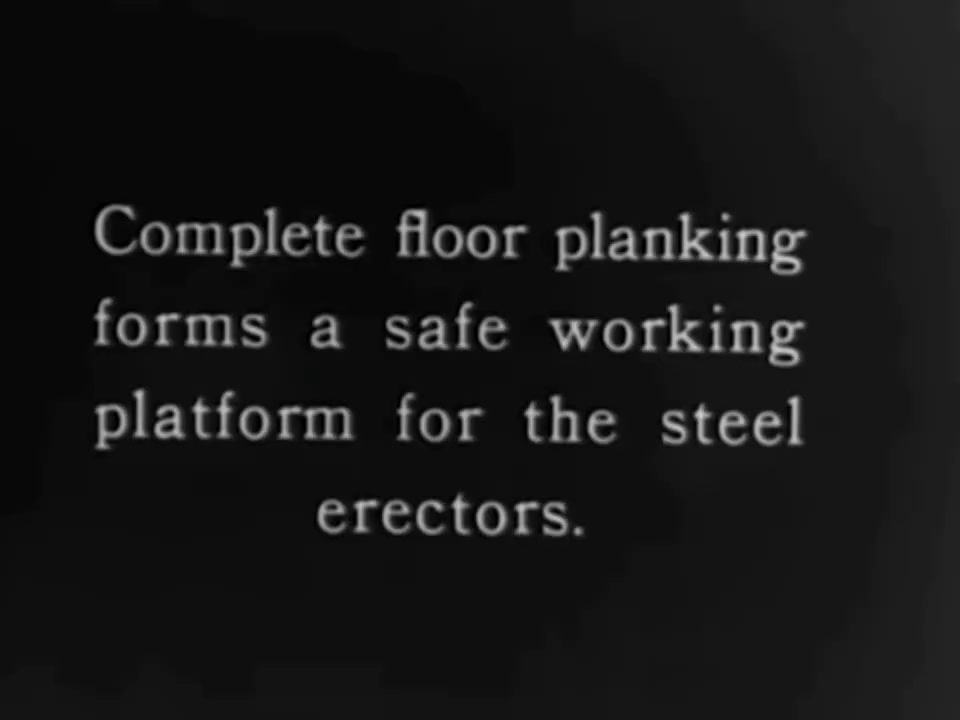 Complete floor planking
forms a safe working
platform for the steel
erectors.